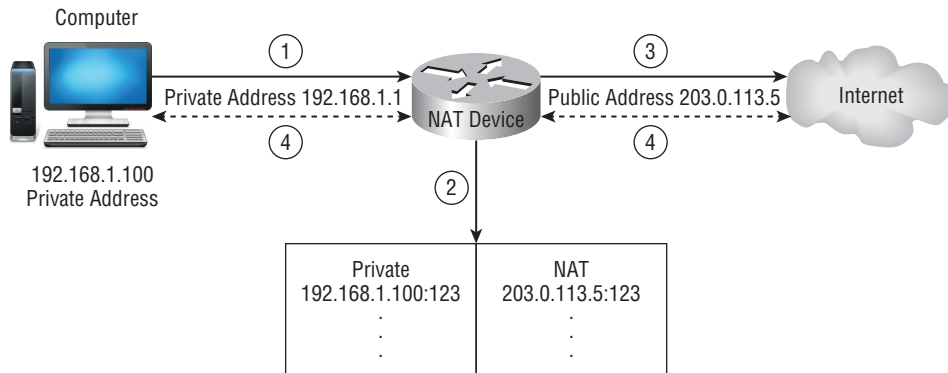 Computer
1
3
Private Address 192.168.1.1
Public Address 203.0.113.5
Internet
NAT Device
4
4
192.168.1.100
Private Address
2
Private
192.168.1.100:123
.
.
.
NAT
203.0.113.5:123
.
.
.